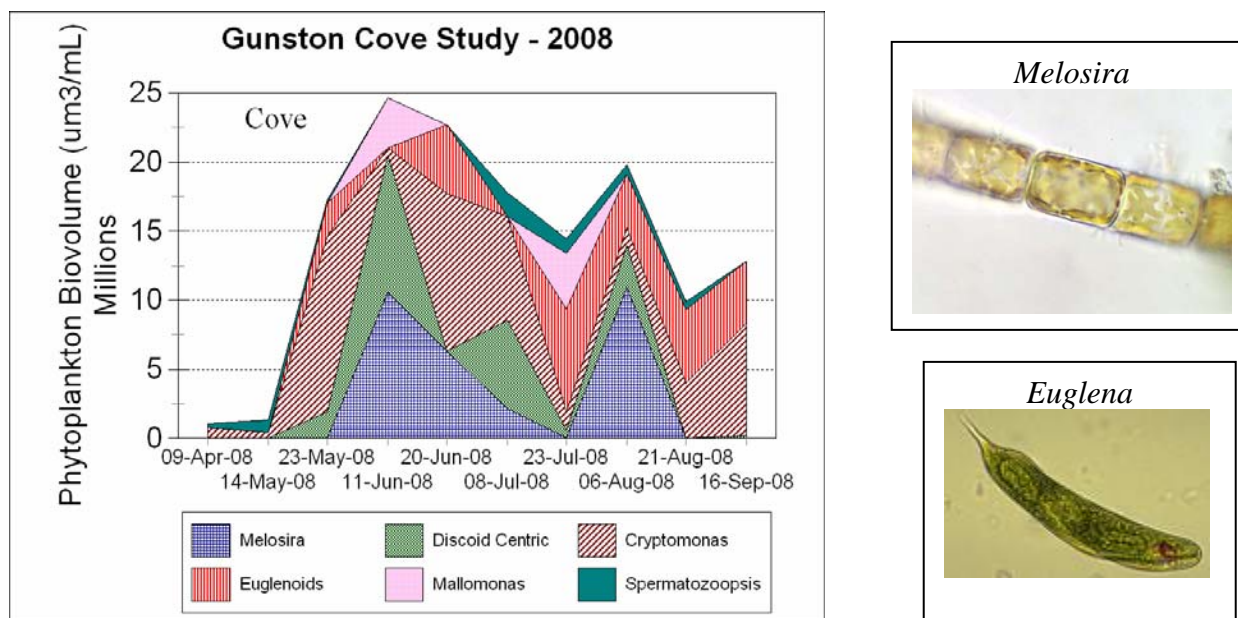 Gunston Cove Study - 2008
Phytoplankton Biovolume (um3/mL)
Millions
Cove
25
20
15
10
5
0
09-Apr-08 23-May-08 20-Jun-08 23-Jul-08 21-Aug-08
14-May-08 11-Jun-08 08-Jul-08 06-Aug-08 16-Sep-08
Melosira Discoid Centric Cryptomonas
Euglenoids Mallomonas Spermatozoopsis
Melosira
Euglena